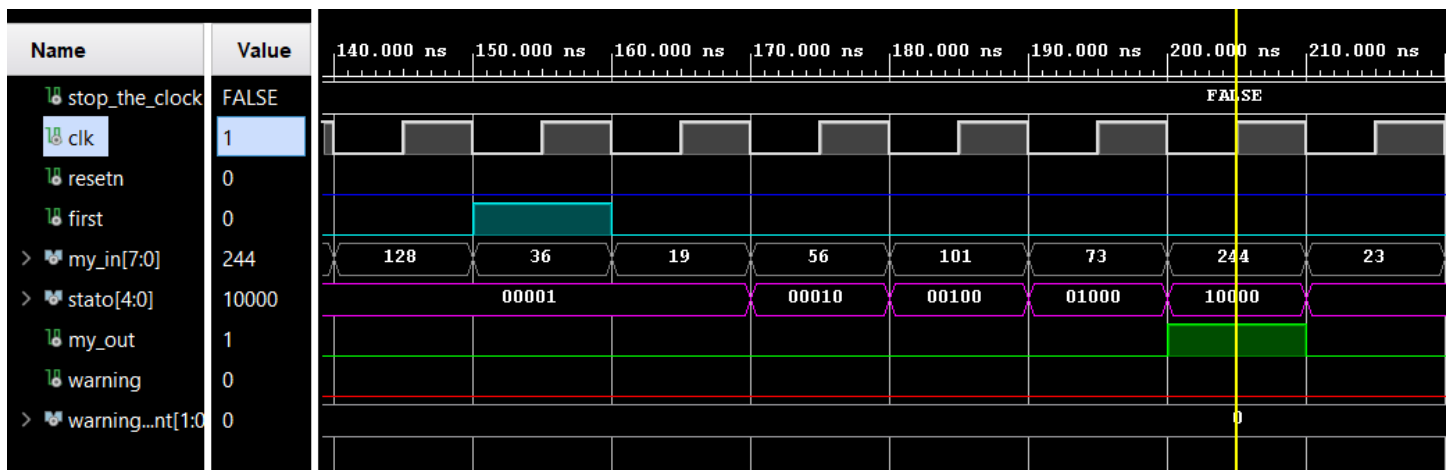 Name Value 140.000 ns 150.000 ns 160.000 ns 170.000 ns 180.000 ns 190.000 ns 200.000 ns 210.000 ns
stop_the_clock FALSE FALSE
clk 1
resetn 0
first 0
my_in[7:0] 244 128 36 19 56 101 73 244 23
stato[4:0] 10000 00001 00010 00100 01000 10000
my_out 1
warning 0
warning...nt[1:0 0 0